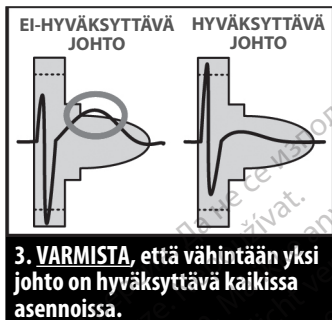 EI-HYVÄKSYTTÄVÄ JOHTO
HYVÄKSYTTÄVÄ JOHTO
3. VARMISTA, että vähintään yksi
johto on hyväksyttävä kaikissa
asennoissa.